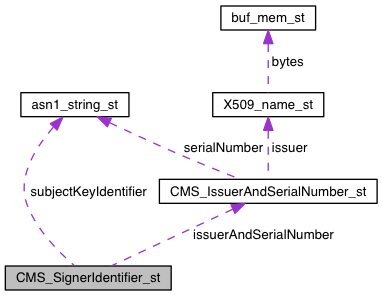 buf_mem_st
bytes
asn1_string_st
X509_name_st
serialNumber
issuer
subjectKeyIdentifier
CMS_IssuerAndSerialNumber_st
issuerAndSerialNumber
CMS_SignerIdentifier_st